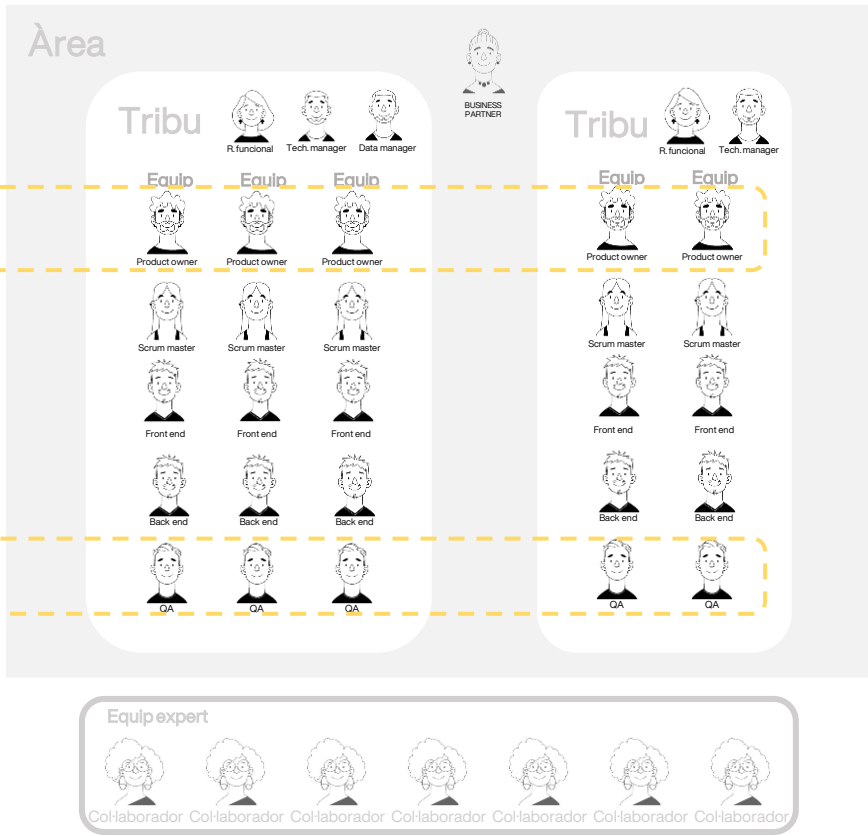 Àrea
BUSINESS
PARTNER
Tribu
R.funcional Tech. manager Data manager
Equip Equip Equip
Product owner Product owner Product owner
Scrum master Scrum master Scrum master
Front end Front end Front end
Back end Back end Back end
QA QA QA
Tribu
R.funcional Tech. manager
Equip Equip
Product owner Product owner
Scrum master Scrum master
Front end Front end
Back end Back end
QA QA
Equip expert
Col·laborador Col·laborador Col·laborador Col·laborador Col·laborador Col·laborador Col·laborador